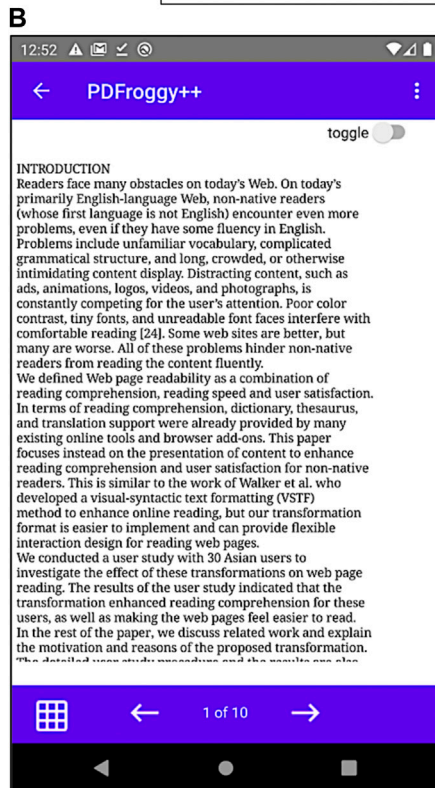 B
12:52
PDFroggy++
toggle
INTRODUCTION
Readers face many obstacles on today's Web. On today's
primarily English-language Web, non-native readers
(whose first language is not English) encounter even more
problems, even if they have some fluency in English.
Problems include unfamiliar vocabulary, complicated
grammatical structure, and long, crowded, or otherwise
intimidating content display. Distracting content, such as
ads, animations, logos, videos, and photographs, is
constantly competing for the user's attention. Poor color
contrast, tiny fonts, and unreadable font faces interfere with
comfortable reading [24]. Some web sites are better, but
many are worse. All of these problems hinder non-native
readers from reading the content fluently.
We defined Web page readability as a combination of
reading comprehension, reading speed and user satisfaction.
In terms of reading comprehension, dictionary, thesaurus,
and translation support were already provided by many
existing online tools and browser add-ons. This paper
focuses instead on the presentation of content to enhance
reading comprehension and user satisfaction for non-native
readers. This is similar to the work of Walker et al. who
developed a visual-syntactic text formatting (VSTF)
method to enhance online reading, but our transformation
format is easier to implement and can provide flexible
interaction design for reading web pages.
We conducted a user study with 30 Asian users to
investigate the effect of these transformations on web page
reading. The results of the user study indicated that the
transformation enhanced reading comprehension for these
users, as well as making the web pages feel easier to read.
In the rest of the paper, we discuss related work and explain
the motivation and reasons of the proposed transformation.
The detailed user study procedure and the results are also
1 of 10